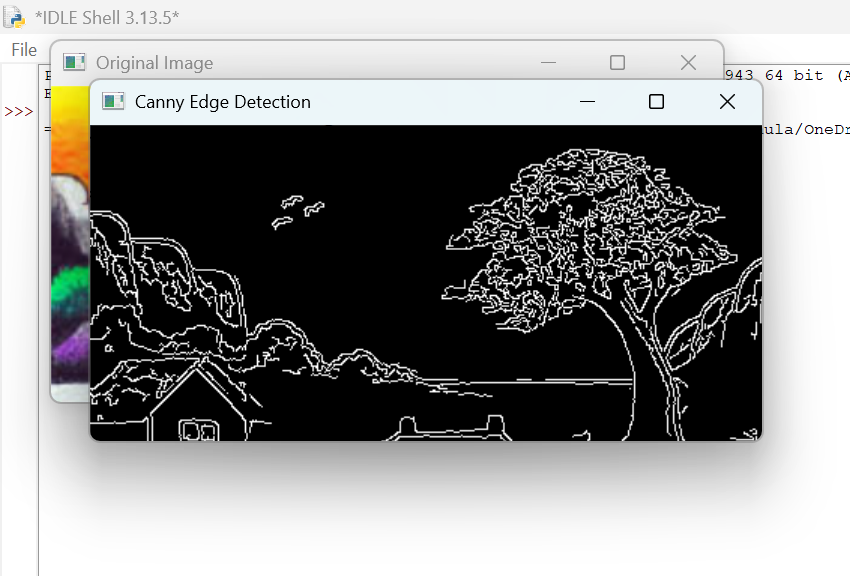 *IDLE Shell 3.13.5*
File
Original Image
943 64 bit (A
Canny Edge Detection
>>>
ula/OneDr